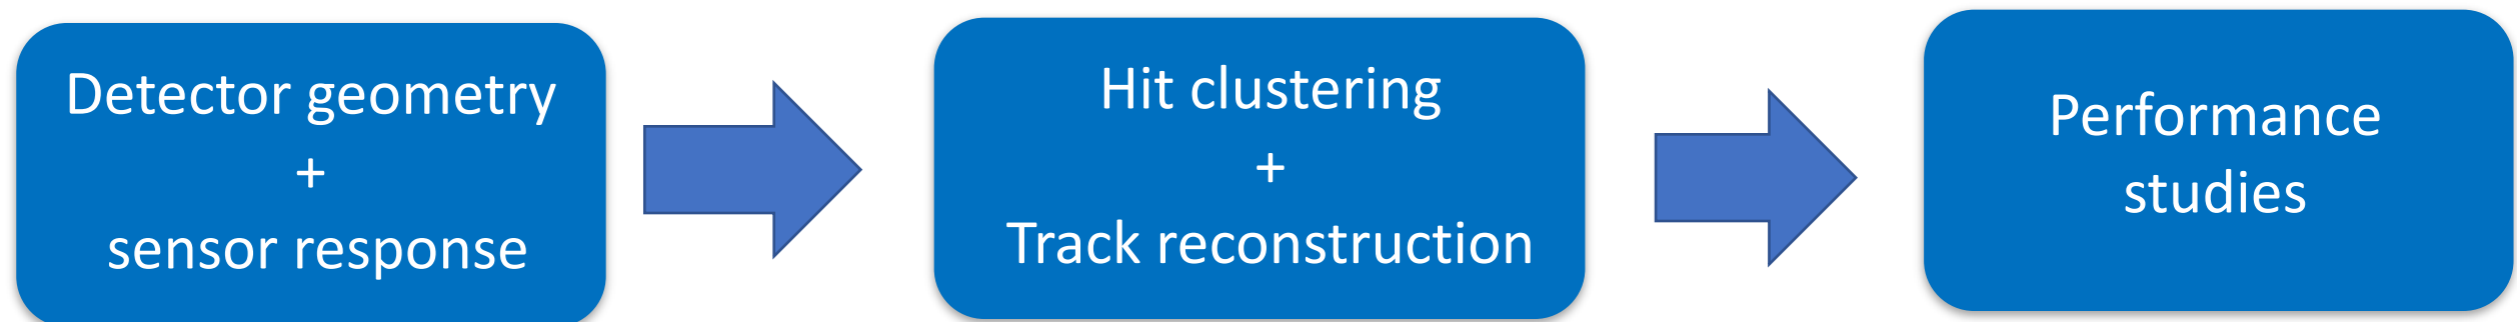 Detector geometry
+
sensor response
Hit clustering
+
Track reconstruction
Performance
studies